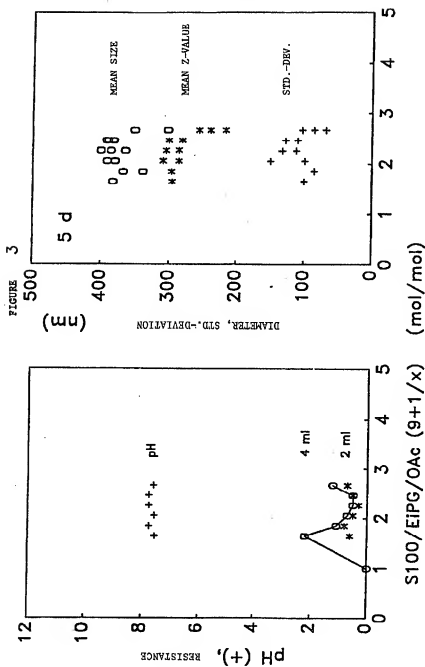 FIGURE 3
12
10
8
6
4
2
0
pH (+), RESISTANCE
pH
4 ml
2 ml
0 1 2 3 4 5
S100/EiPG/OAc (9+1/x)
500
400
300
200
100
0
(nm)
DIAMETER, STD.-DEVIATION
5 d
MEAN SIZE
MEAN Z-VALUE
STD.-DEV.
0 1 2 3 4 5
(mol/mol)